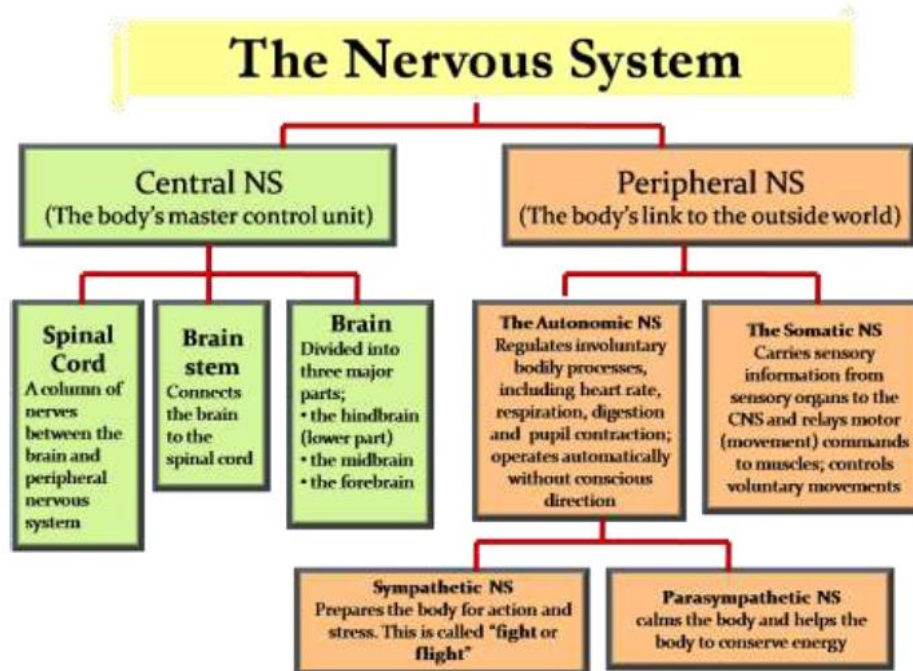 The Nervous System
Central NS
(The body's master control unit)
Peripheral NS
(The body's link to the outside world)
Spinal
Cord
A column of
nerves
between the
brain and
peripheral
nervous
system
Brain
stem
Connects
the brain
to the
spinal cord
Brain
Divided into
three major
parts;
• the hindbrain
(lower part)
• the midbrain
• the forebrain
The Autonomic NS
Regulates involuntary
bodily processes,
including heart rate,
respiration, digestion
and pupil contraction;
operates automatically
without conscious
direction
The Somatic NS
Carries sensory
information from
sensory organs to the
CNS and relays motor
(movement) commands
to muscles; controls
voluntary movements
Sympathetic NS
Prepares the body for action and
stress. This is called "fight or
flight"
Parasympathetic NS
calms the body and helps the
body to conserve energy